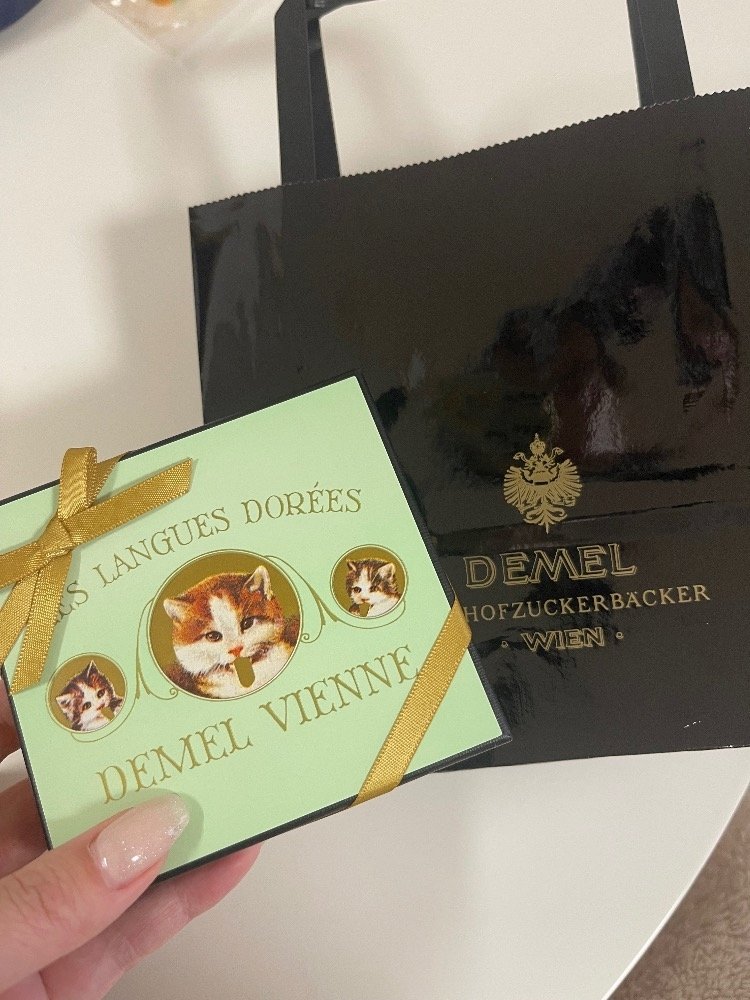 LANGUES DORÉES
DEMEL VIENNE
DEMEL
HOFZUCKERBÄCKER
· WIEN ·